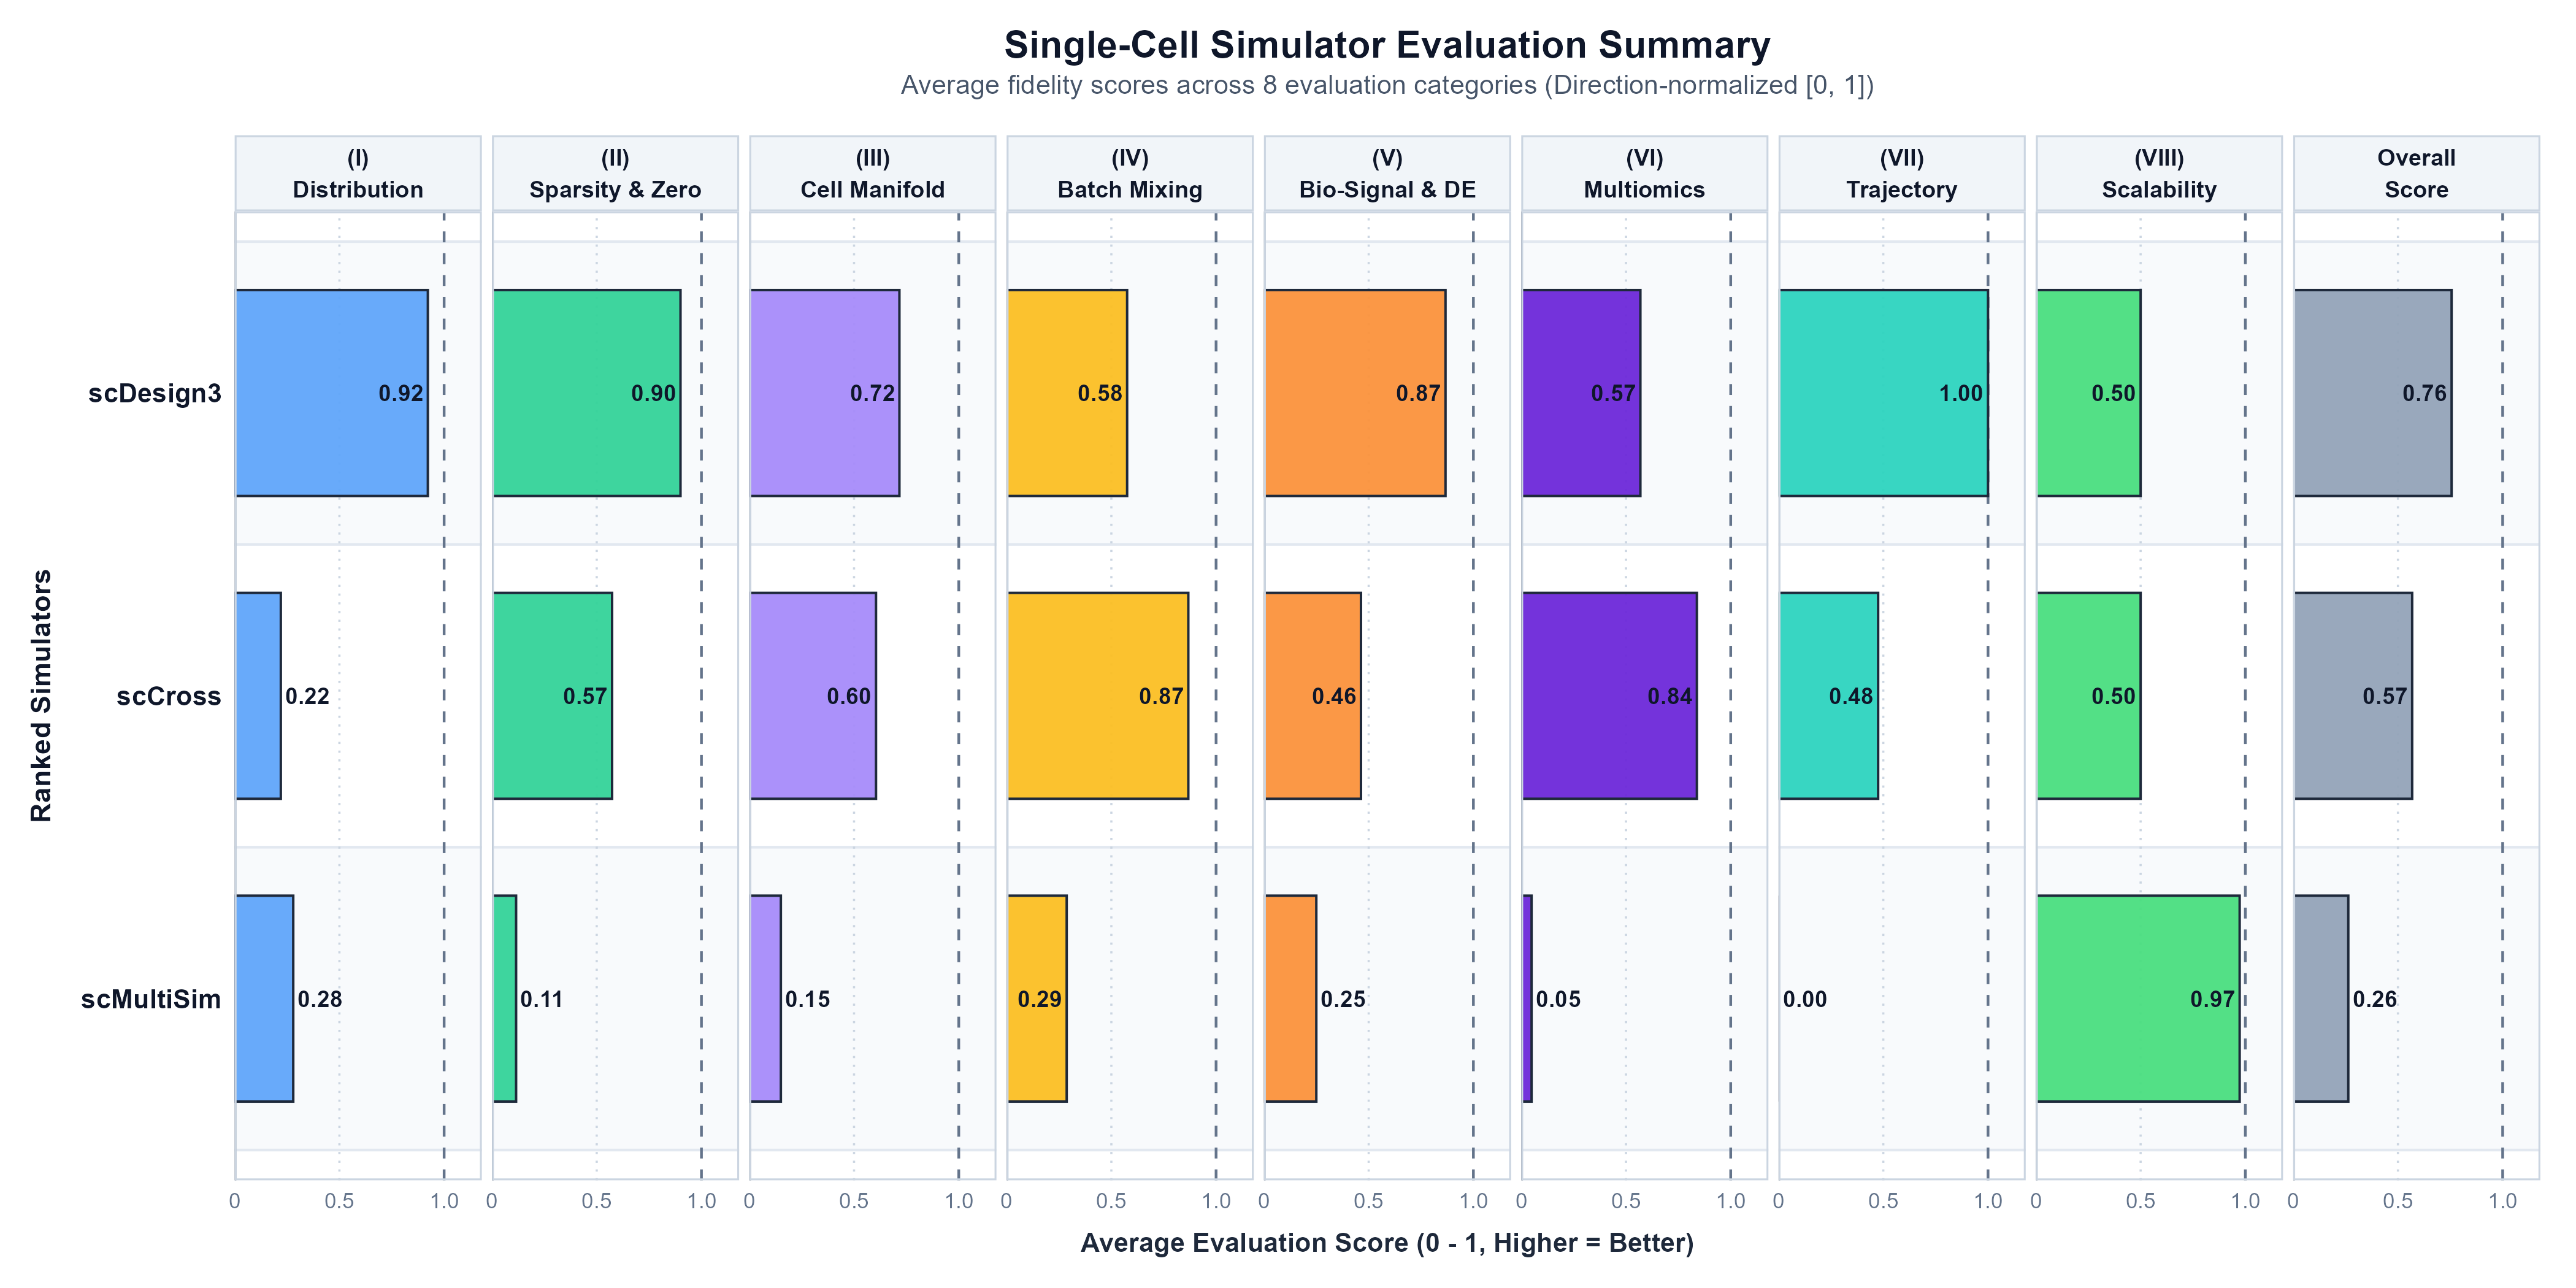 Single-Cell Simulator Evaluation Summary
Average fidelity scores across 8 evaluation categories (Direction-normalized [0, 1])
(I) (II) (III) (IV) (V) (VI) (VII) (VIII) Overall
Distribution Sparsity & Zero Cell Manifold Batch Mixing Bio-Signal & DE Multiomics Trajectory Scalability Score
scDesign3 0.92 0.90 0.72 0.58 0.87 0.57 1.00 0.50 0.76
Ranked Simulators
scCross 0.22 0.57 0.60 0.87 0.46 0.84 0.48 0.50 0.57
scMultiSim 0.28 0.11 0.15 0.29 0.25 0.05 0.00 0.97 0.26
0 0.5 1.0 0 0.5 1.0 0 0.5 1.0 0 0.5 1.0 0 0.5 1.0 0 0.5 1.0 0 0.5 1.0 0 0.5 1.0 0 0.5 1.0
Average Evaluation Score (0 - 1, Higher = Better)